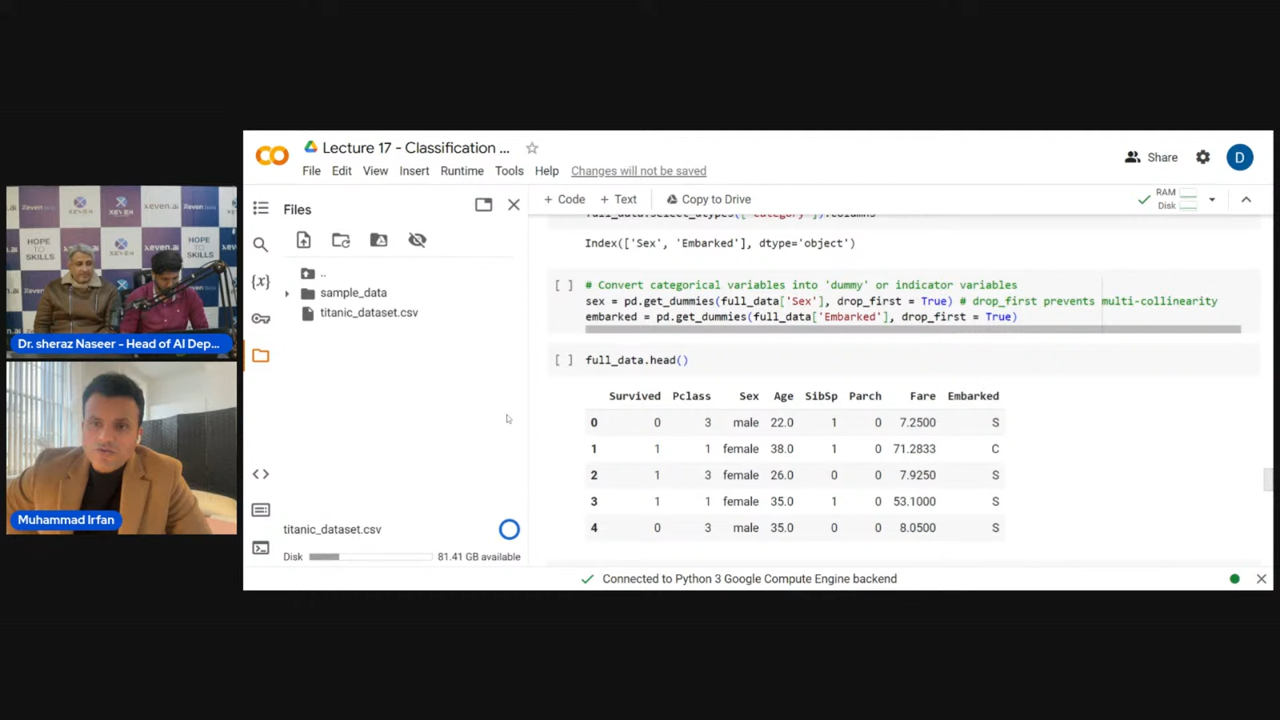 Lecture 17 - Classification ...
File Edit View Insert Runtime Tools Help Changes will not be saved
Share
D
Files
+ Code + Text Copy to Drive
RAM
Disk
..
sample_data
titanic_dataset.csv
titanic_dataset.csv
Disk 81.41 GB available
Index(['Sex', 'Embarked'], dtype='object')
[ ] # Convert categorical variables into 'dummy' or indicator variables
sex = pd.get_dummies(full_data['Sex'], drop_first = True) # drop_first prevents multi-collinearity
embarked = pd.get_dummies(full_data['Embarked'], drop_first = True)
[ ] full_data.head()
Survived Pclass Sex Age SibSp Parch Fare Embarked
0 0 3 male 22.0 1 0 7.2500 S
1 1 1 female 38.0 1 0 71.2833 C
2 1 3 female 26.0 0 0 7.9250 S
3 1 1 female 35.0 1 0 53.1000 S
4 0 3 male 35.0 0 0 8.0500 S
Connected to Python 3 Google Compute Engine backend
XEVEN
xeven.ai
HOPE TO SKILLS
HOPE TO SKILLS
Dr. sheraz Naseer - Head of AI Dep...
Muhammad Irfan